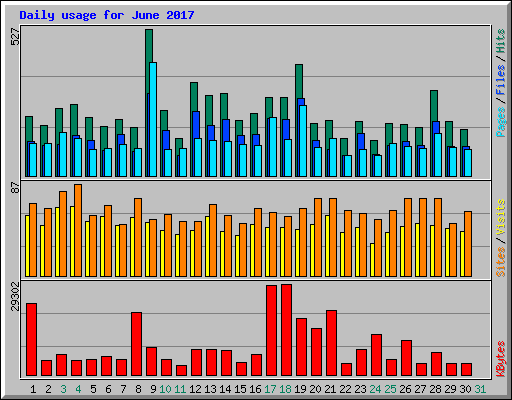 Daily usage for June 2017
527
87
29302
Pages / Files / Hits
Sites / Visits
KBytes
1 2 3 4 5 6 7 8 9 10 11 12 13 14 15 16 17 18 19 20 21 22 23 24 25 26 27 28 29 30 31